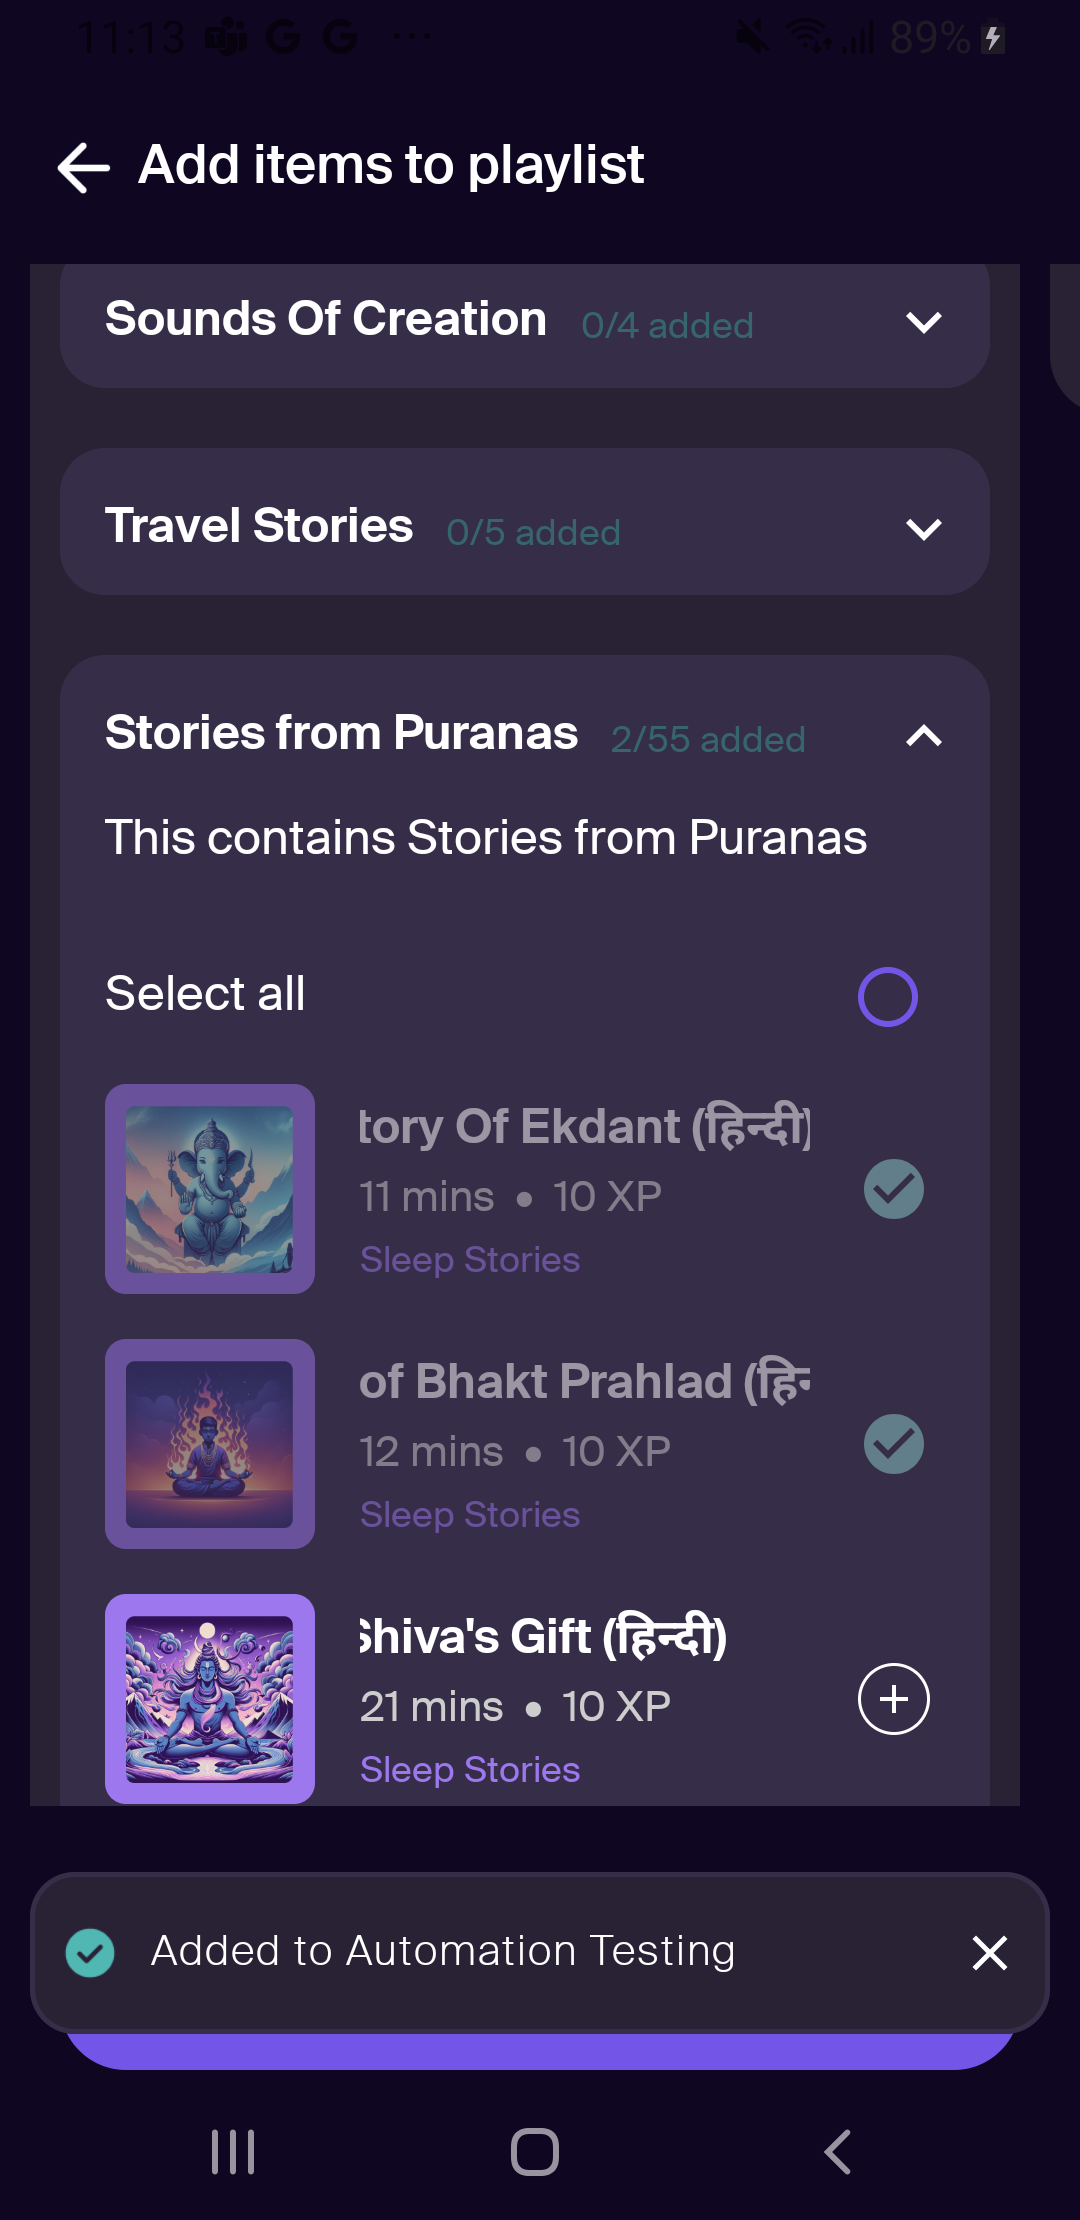 11:13 89%
Add items to playlist
Sounds Of Creation 0/4 added
Travel Stories 0/5 added
Stories from Puranas 2/55 added
This contains Stories from Puranas
Select all
tory Of Ekdant (हिन्दी)
11 mins • 10 XP
Sleep Stories
of Bhakt Prahlad (हिन
12 mins • 10 XP
Sleep Stories
Shiva's Gift (हिन्दी)
21 mins • 10 XP
Sleep Stories
Added to Automation Testing